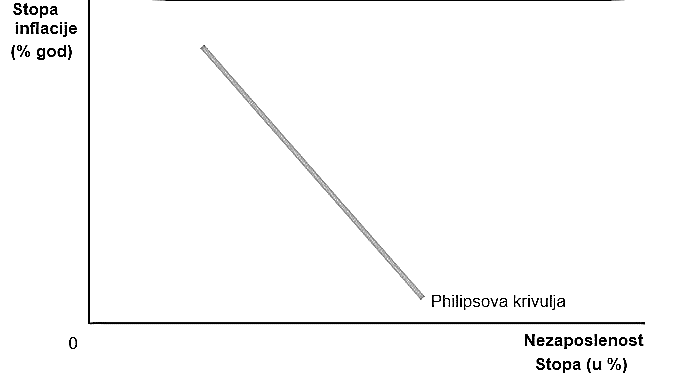 Stopa
inflacije
(% god)
Philipsova krivulja
0
Nezaposlenost
Stopa (u %)